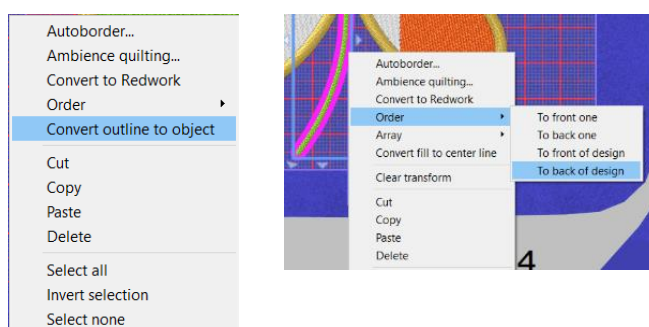 Autoborder...
Ambience quilting...
Convert to Redwork
Order
Convert outline to object
Cut
Copy
Paste
Delete
Select all
Invert selection
Select none
Autoborder...
Ambience quilting...
Convert to Redwork
Order
Array
Convert fill to center line
Clear transform
Cut
Copy
Paste
Delete
To front one
To back one
To front of design
To back of design
4